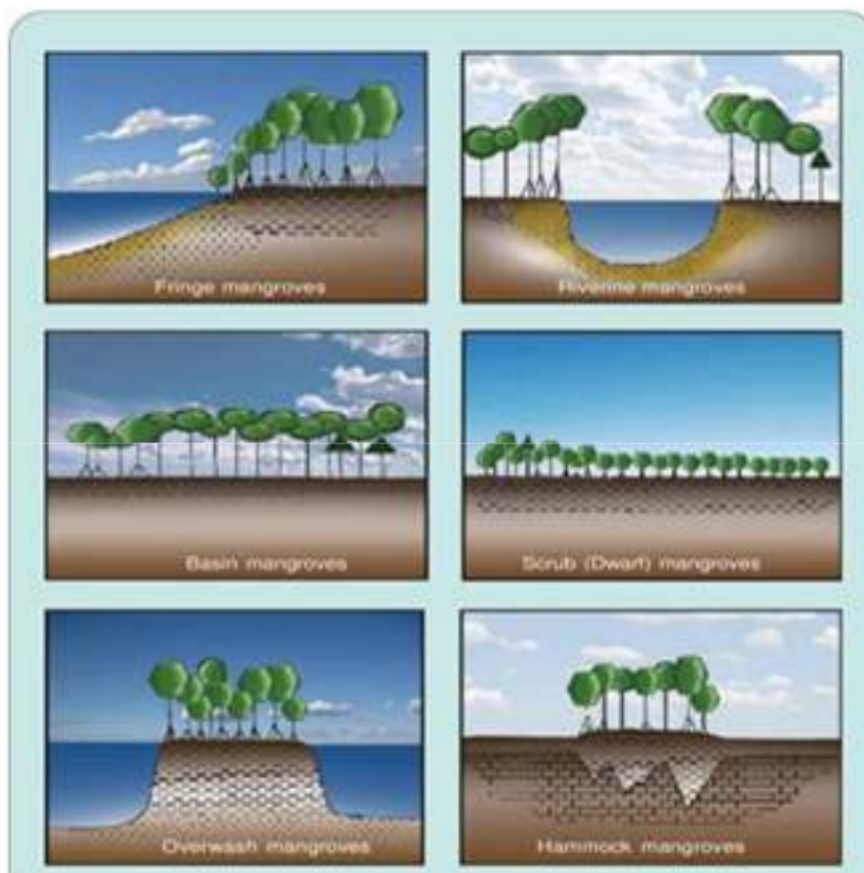 Fringe mangroves
Riverine mangroves
Basin mangroves
Scrub (Dwarf) mangroves
Overwash mangroves
Hammock mangroves